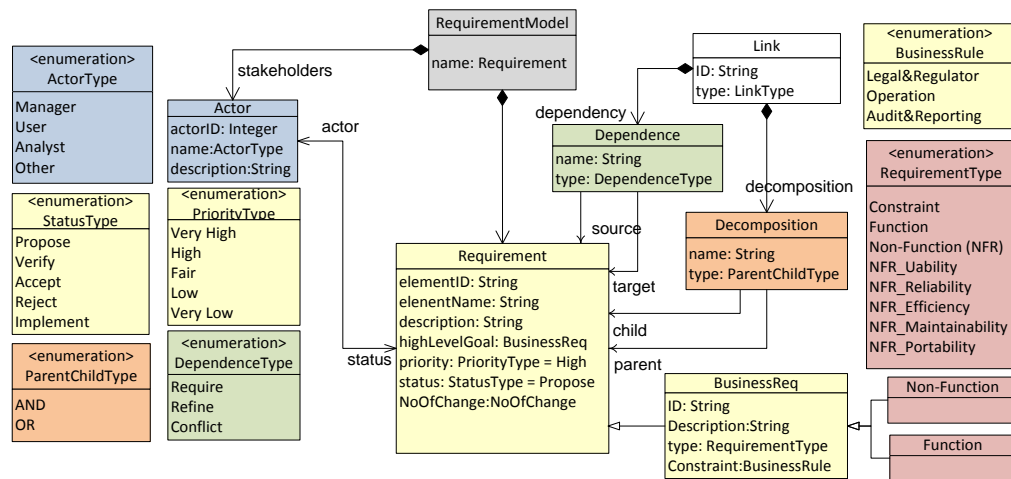 RequirementModel
name: Requirement
Link
ID: String
type: LinkType
<enumeration>
BusinessRule
Legal&Regulator
Operation
Audit&Reporting
<enumeration>
ActorType
Manager
User
Analyst
Other
stakeholders
Actor
actorID: Integer
name:ActorType
description:String
actor
dependency
Dependence
name: String
type: DependenceType
decomposition
<enumeration>
RequirementType
Constraint
Function
Non-Function (NFR)
NFR_Uability
NFR_Reliability
NFR_Efficiency
NFR_Maintainability
NFR_Portability
<enumeration>
StatusType
Propose
Verify
Accept
Reject
Implement
<enumeration>
PriorityType
Very High
High
Fair
Low
Very Low
source
target
Decomposition
name: String
type: ParentChildType
child
parent
Requirement
elementID: String
elenentName: String
description: String
highLevelGoal: BusinessReq
priority: PriorityType = High
status: StatusType = Propose
NoOfChange:NoOfChange
status
<enumeration>
ParentChildType
AND
OR
<enumeration>
DependenceType
Require
Refine
Conflict
BusinessReq
ID: String
Description:String
type: RequirementType
Constraint:BusinessRule
Non-Function
Function